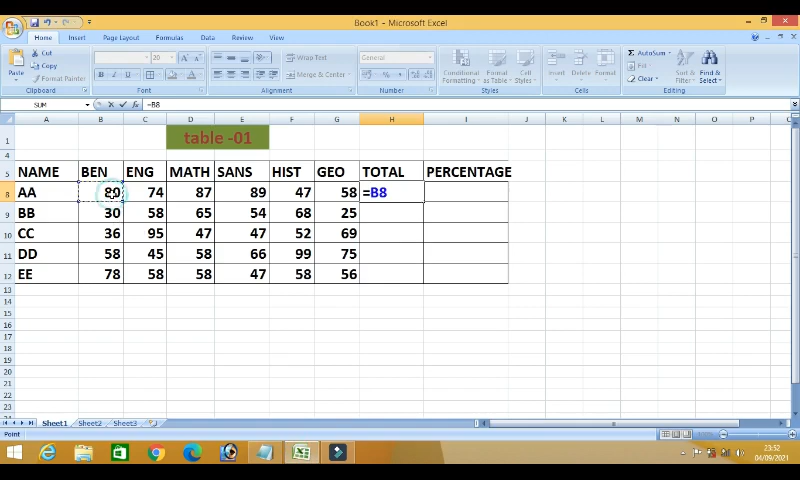 Book1 - Microsoft Excel
Home Insert Page Layout Formulas Data Review View
Cut
Copy
Format Painter
Paste
20
Wrap Text
Merge & Center
General
Conditional Formatting
Format as Table
Cell Styles
Insert Delete Format
AutoSum
Fill
Clear
Sort & Filter
Find & Select
Clipboard Font Alignment Number Styles Cells Editing
SUM =B8
A B C D E F G H I J K L M N O P
1 table -01
4
5 NAME BEN ENG MATH SANS HIST GEO TOTAL PERCENTAGE
8 AA 80 74 87 89 47 58 =B8
9 BB 30 58 65 54 68 25
10 CC 36 95 47 47 52 69
11 DD 58 45 58 66 99 75
12 EE 78 58 58 47 58 56
13
14
15
16
17
18
19
20
21
22
23
Sheet1 Sheet2 Sheet3
Point 100%
23:52
04/09/2021